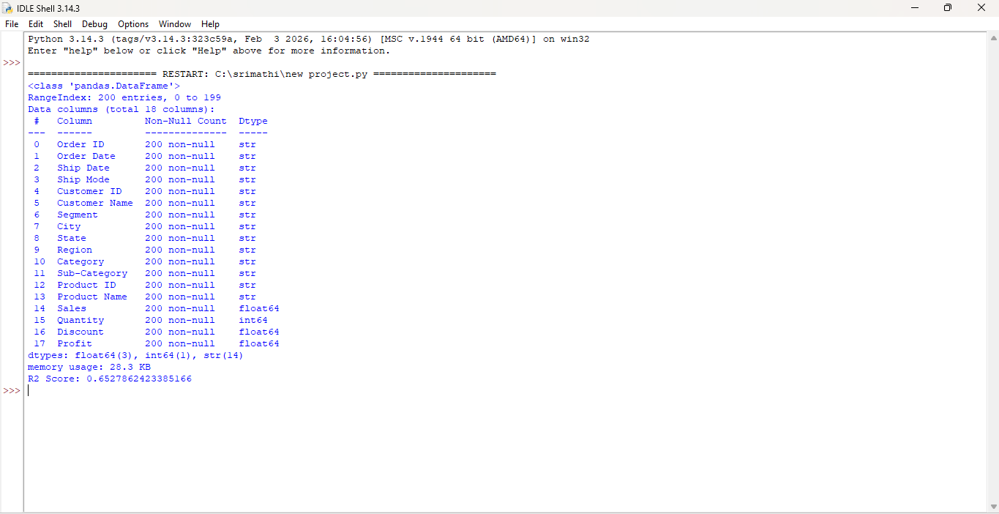 IDLE Shell 3.14.3
File Edit Shell Debug Options Window Help
Python 3.14.3 (tags/v3.14.3:323c59a, Feb  3 2026, 16:04:56) [MSC v.1944 64 bit (AMD64)] on win32
Enter "help" below or click "Help" above for more information.
>>>
====================== RESTART: C:\srimathi\new project.py =====================
<class 'pandas.DataFrame'>
RangeIndex: 200 entries, 0 to 199
Data columns (total 18 columns):
 #   Column         Non-Null Count  Dtype
---  ------         --------------  -----
 0   Order ID       200 non-null    str
 1   Order Date     200 non-null    str
 2   Ship Date      200 non-null    str
 3   Ship Mode      200 non-null    str
 4   Customer ID    200 non-null    str
 5   Customer Name  200 non-null    str
 6   Segment        200 non-null    str
 7   City           200 non-null    str
 8   State          200 non-null    str
 9   Region         200 non-null    str
 10  Category       200 non-null    str
 11  Sub-Category   200 non-null    str
 12  Product ID     200 non-null    str
 13  Product Name   200 non-null    str
 14  Sales          200 non-null    float64
 15  Quantity       200 non-null    int64
 16  Discount       200 non-null    float64
 17  Profit         200 non-null    float64
dtypes: float64(3), int64(1), str(14)
memory usage: 28.3 KB
R2 Score: 0.6527862423385166
>>>